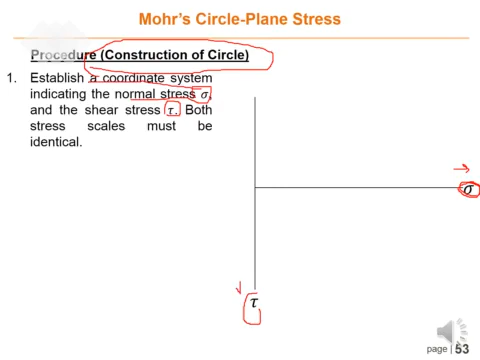 Mohr's Circle-Plane Stress
Procedure (Construction of Circle)
1. Establish a coordinate system
indicating the normal stress σ,
and the shear stress τ. Both
stress scales must be
identical.
σ
τ
page | 53